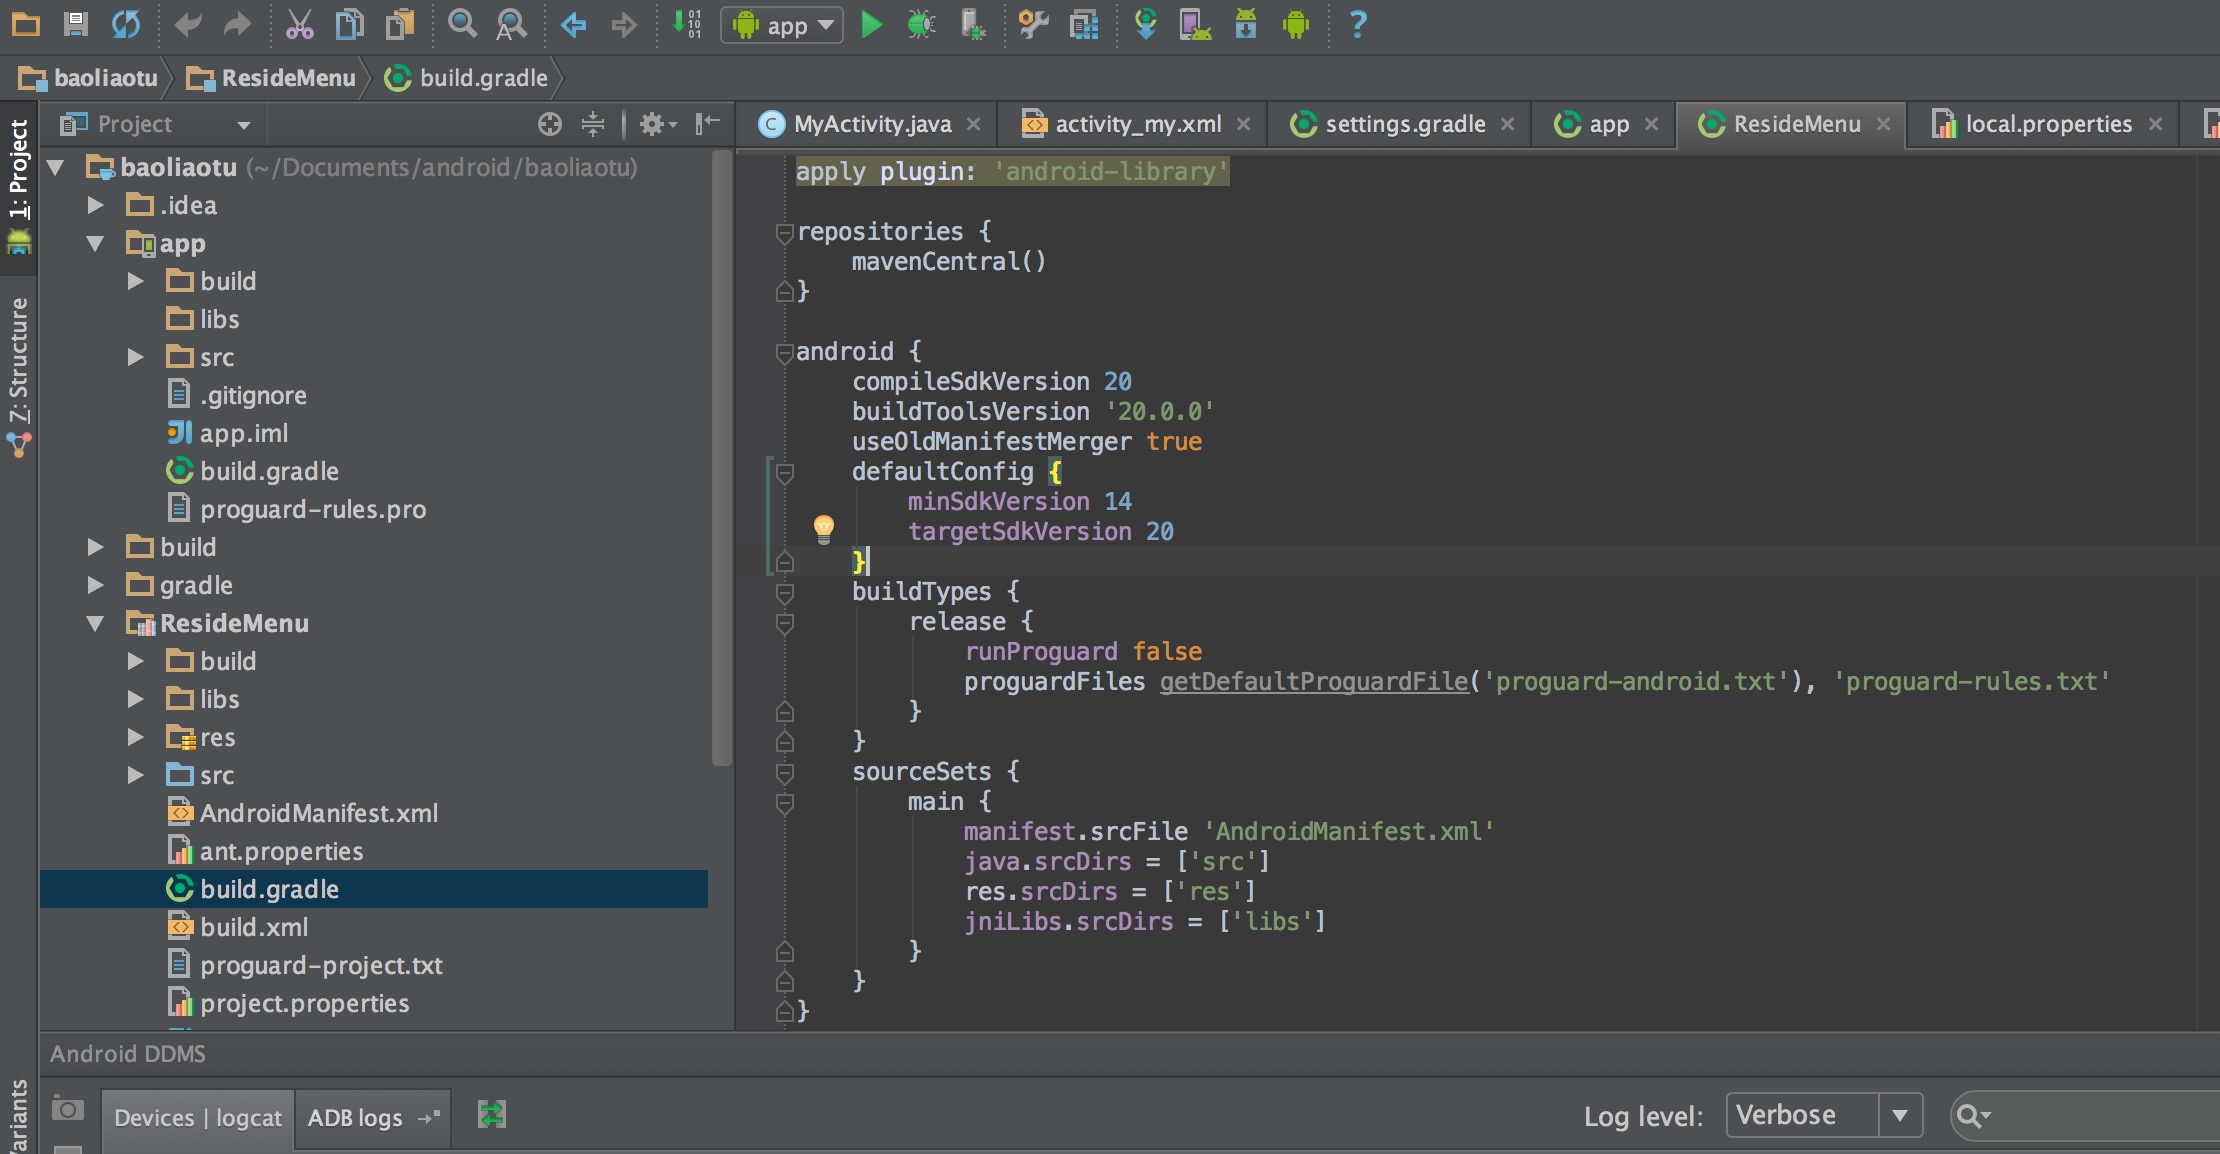 app
baoliaotu
ResideMenu
build.gradle
1: Project
7: Structure
Project
baoliaotu (~/Documents/android/baoliaotu)
.idea
app
build
libs
src
.gitignore
app.iml
build.gradle
proguard-rules.pro
build
gradle
ResideMenu
build
libs
res
src
AndroidManifest.xml
ant.properties
build.gradle
build.xml
proguard-project.txt
project.properties
MyActivity.java
activity_my.xml
settings.gradle
app
ResideMenu
local.properties
apply plugin: 'android-library'
repositories {
mavenCentral()
}
android {
compileSdkVersion 20
buildToolsVersion '20.0.0'
useOldManifestMerger true
defaultConfig {
minSdkVersion 14
targetSdkVersion 20
}
buildTypes {
release {
runProguard false
proguardFiles getDefaultProguardFile('proguard-android.txt'), 'proguard-rules.txt'
}
}
sourceSets {
main {
manifest.srcFile 'AndroidManifest.xml'
java.srcDirs = ['src']
res.srcDirs = ['res']
jniLibs.srcDirs = ['libs']
}
}
}
Android DDMS
Devices | logcat
ADB logs
Log level:
Verbose